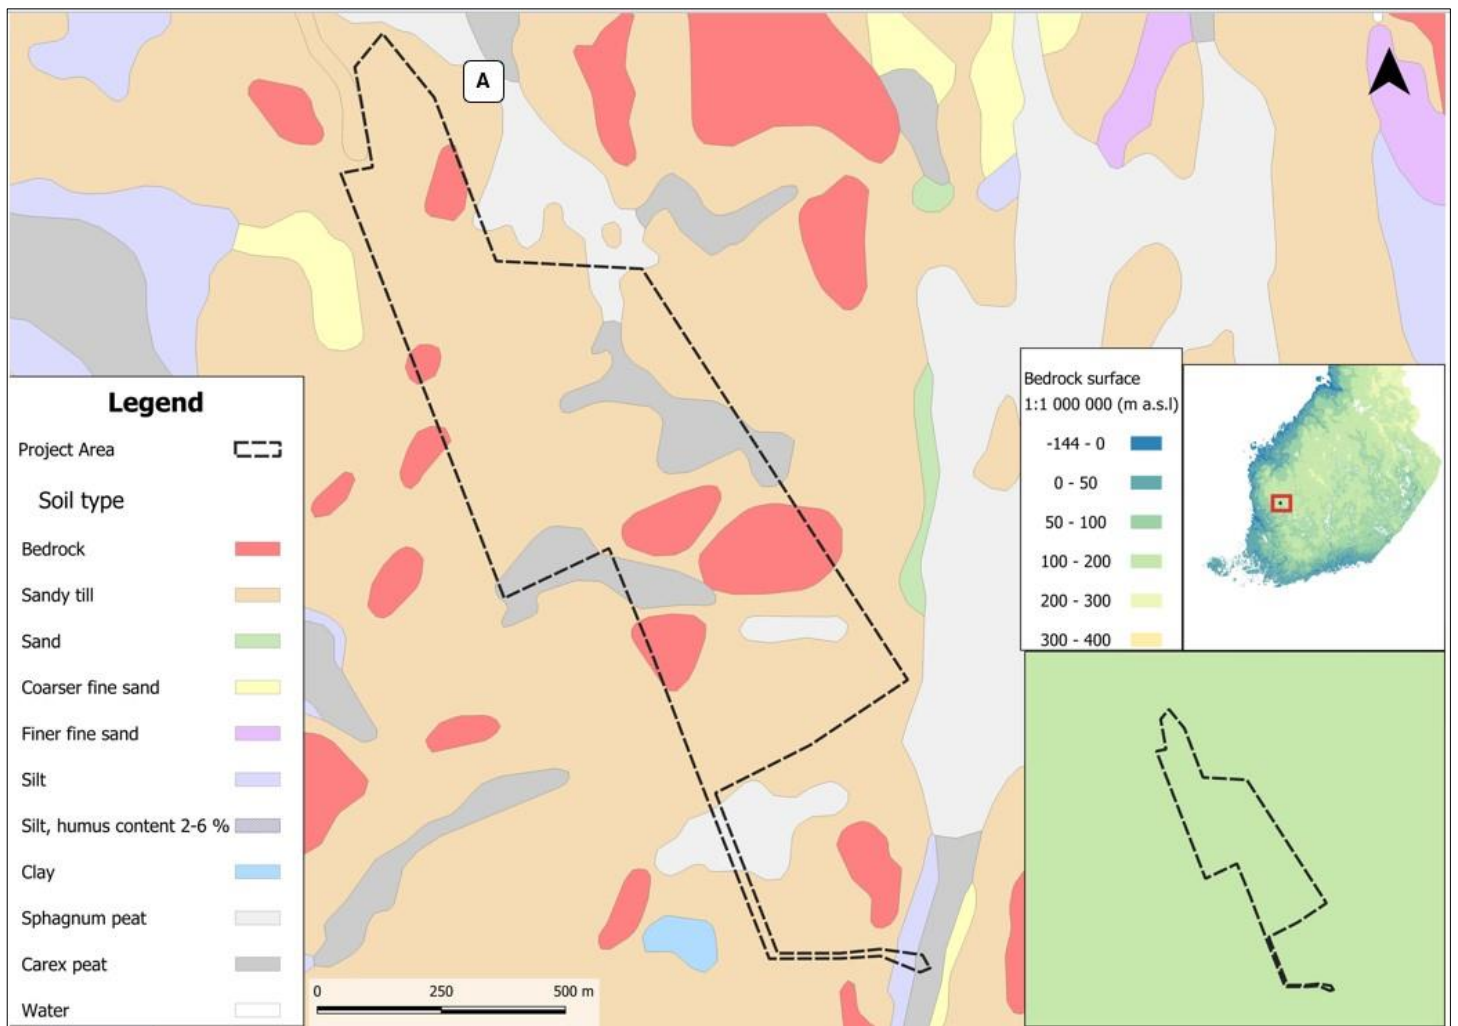 A
Legend
Project Area
Soil type
Bedrock
Sandy till
Sand
Coarser fine sand
Finer fine sand
Silt
Silt, humus content 2-6 %
Clay
Sphagnum peat
Carex peat
Water
0 250 500 m
Bedrock surface
1:1 000 000 (m a.s.l)
-144 - 0
0 - 50
50 - 100
100 - 200
200 - 300
300 - 400